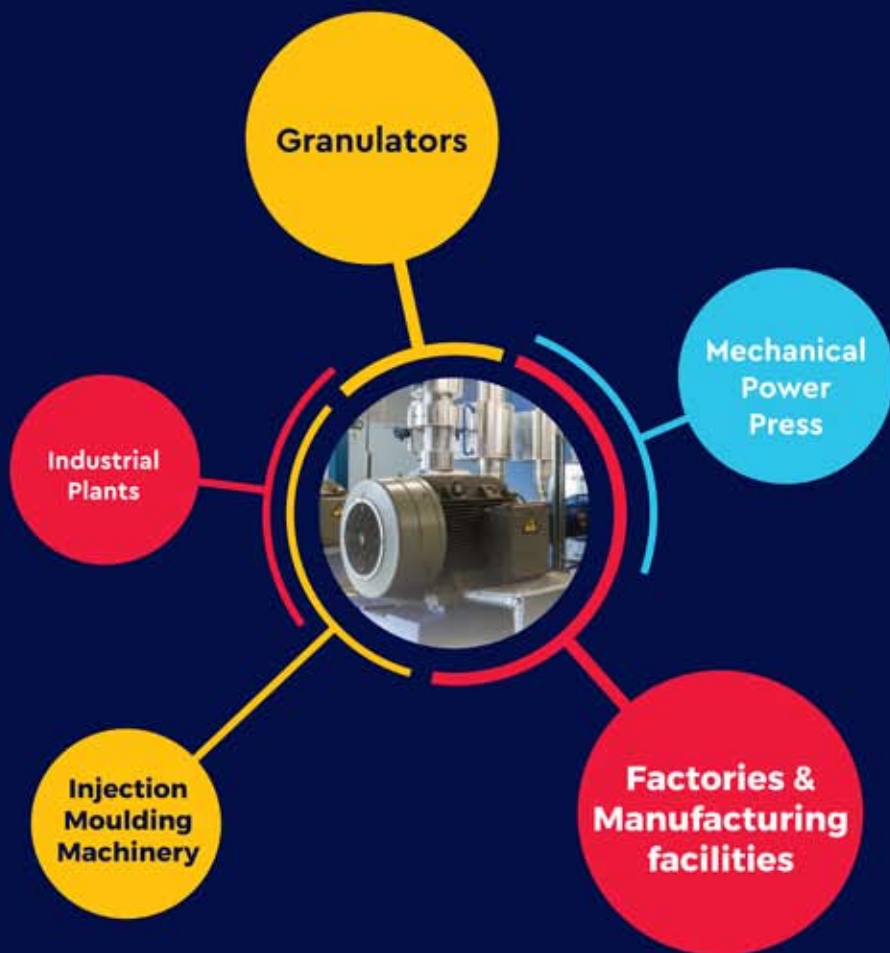 Granulators
Mechanical
Power
Press
Industrial
Plants
Injection
Moulding
Machinery
Factories &
Manufacturing
facilities